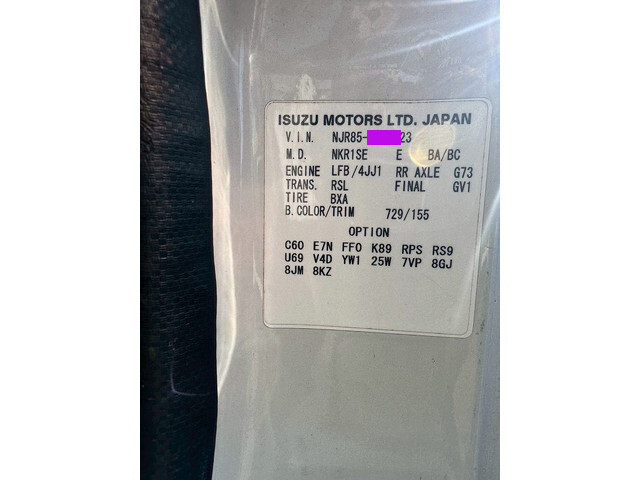 ISUZU MOTORS LTD. JAPAN
V.I.N. NJR85- 23
M.D. NKR1SE E BA/BC
ENGINE LFB/4JJ1 RR AXLE G73
TRANS. RSL FINAL GV1
TIRE BXA
B.COLOR/TRIM 729/155
OPTION
C60 E7N FF0 K89 RPS RS9
U69 V4D YW1 25W 7VP 8GJ
8JM 8KZ